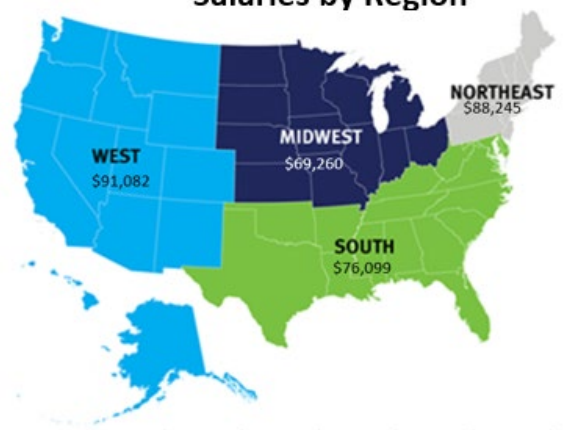 Salaries by Region
NORTHEAST
$88,245
MIDWEST
$69,260
WEST
$91,082
SOUTH
$76,099